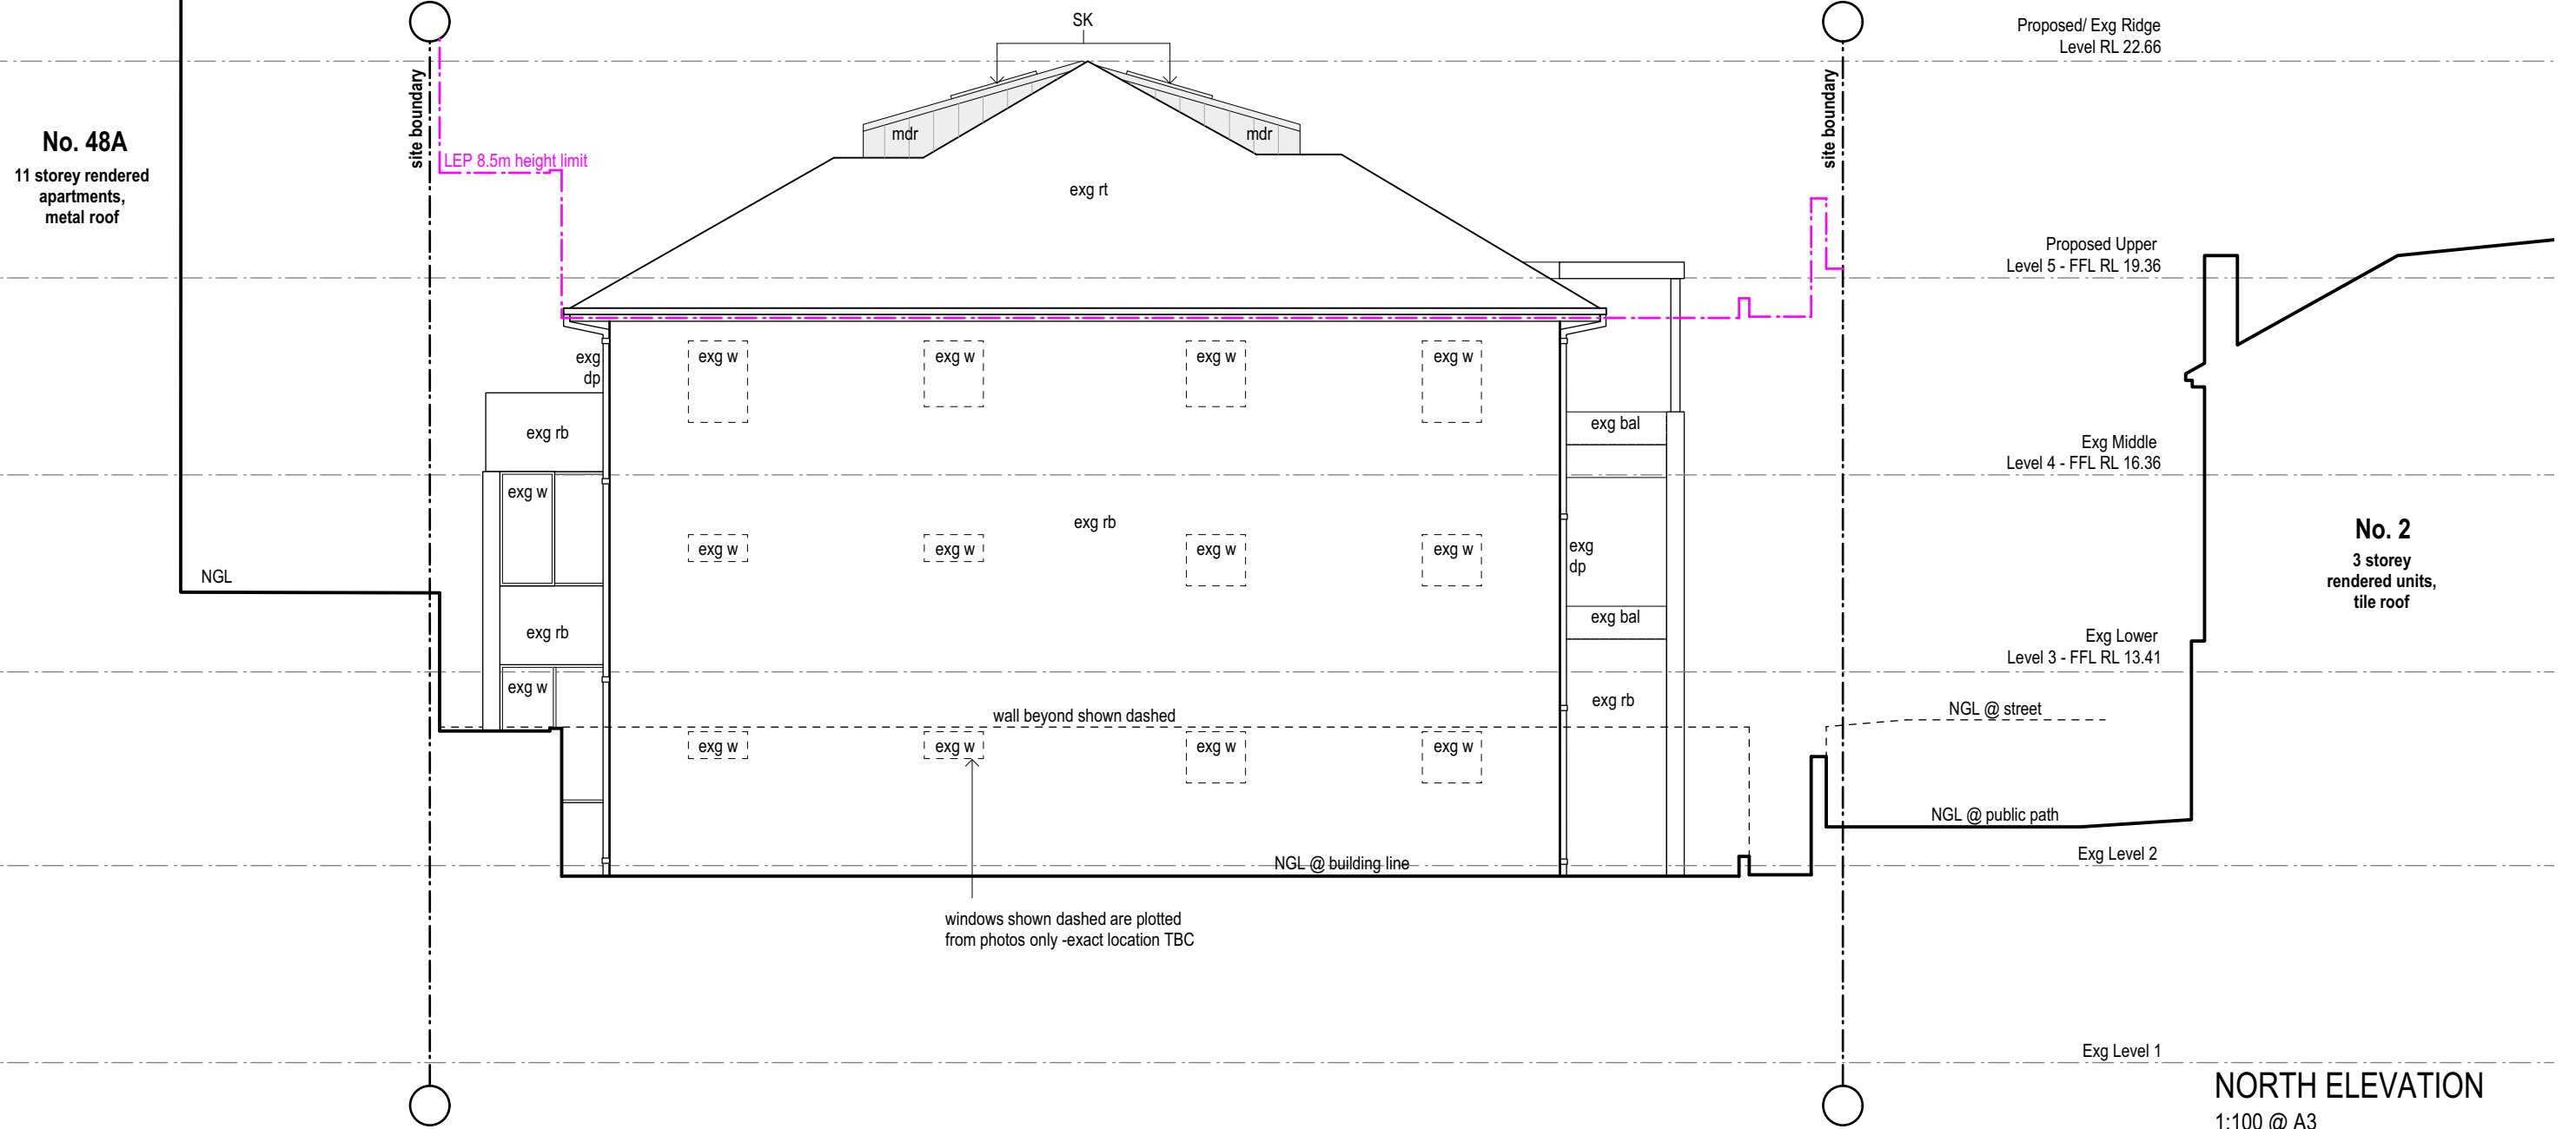 SK
Proposed/ Exg Ridge
Level RL 22.66
site boundary
site boundary
No. 48A
11 storey rendered
apartments,
metal roof
LEP 8.5m height limit
mdr
mdr
exg rt
Proposed Upper
Level 5 - FFL RL 19.36
exg
dp
exg w
exg w
exg w
exg w
exg rb
exg bal
Exg Middle
Level 4 - FFL RL 16.36
exg w
exg rb
No. 2
3 storey
rendered units,
tile roof
exg w
exg w
exg w
exg w
exg
dp
NGL
exg rb
exg bal
Exg Lower
Level 3 - FFL RL 13.41
exg w
exg rb
wall beyond shown dashed
NGL @ street
exg w
exg w
exg w
exg w
NGL @ public path
NGL @ building line
Exg Level 2
windows shown dashed are plotted
from photos only -exact location TBC
Exg Level 1
NORTH ELEVATION
1:100 @ A3